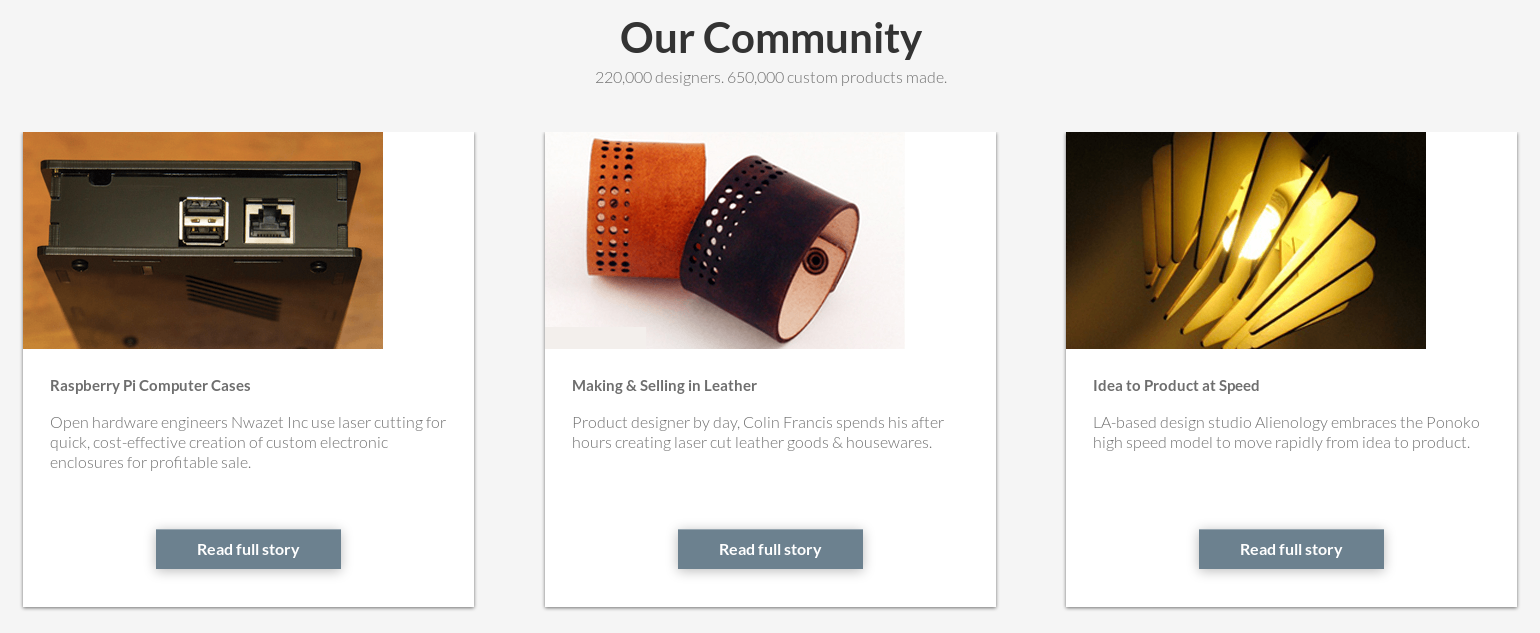 Our Community
220,000 designers. 650,000 custom products made.
Raspberry Pi Computer Cases
Open hardware engineers Nwazet Inc use laser cutting for
quick, cost-effective creation of custom electronic
enclosures for profitable sale.
Read full story
Making & Selling in Leather
Product designer by day, Colin Francis spends his after
hours creating laser cut leather goods & housewares.
Read full story
Idea to Product at Speed
LA-based design studio Alienology embraces the Ponoko
high speed model to move rapidly from idea to product.
Read full story